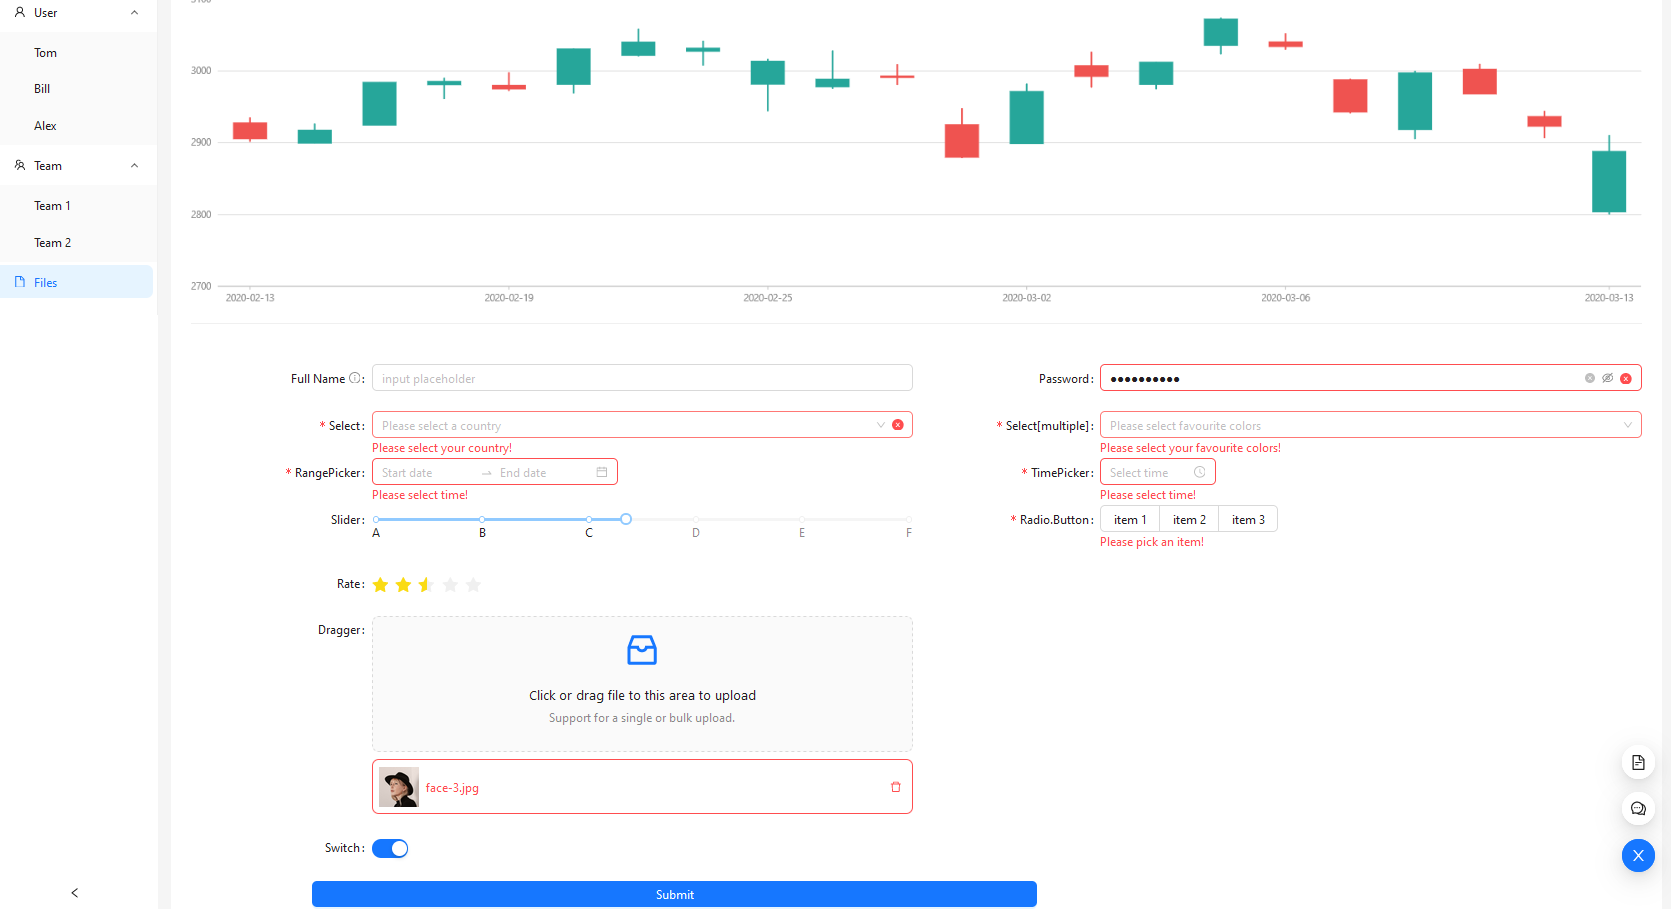 User
Tom
Bill
Alex
Team
Team 1
Team 2
Files
3100
3000
2900
2800
2700
2020-02-13 2020-02-19 2020-02-25 2020-03-02 2020-03-06 2020-03-13
Full Name : input placeholder
Password : ••••••••••
* Select : Please select a country
Please select your country!
* Select[multiple] : Please select favourite colors
Please select your favourite colors!
* RangePicker : Start date → End date
Please select time!
* TimePicker : Select time
Please select time!
Slider :
A B C D E F
* Radio.Button : item 1 item 2 item 3
Please pick an item!
Rate :
Dragger :
Click or drag file to this area to upload
Support for a single or bulk upload.
face-3.jpg
Switch :
Submit